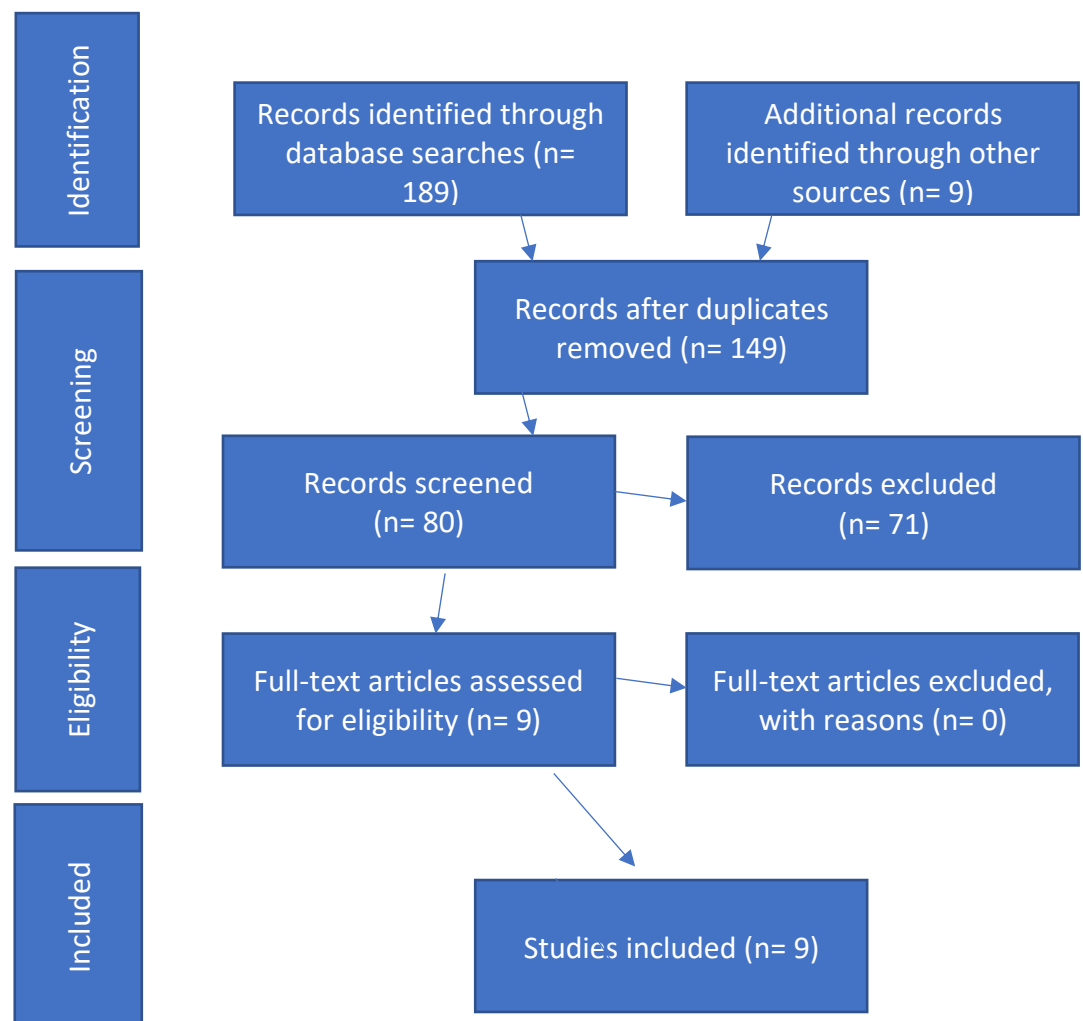 Identification
Records identified through
database searches (n=
189)
Additional records
identified through other
sources (n= 9)
Screening
Records after duplicates
removed (n= 149)
Records screened
(n= 80)
Records excluded
(n= 71)
Eligibility
Full-text articles assessed
for eligibility (n= 9)
Full-text articles excluded,
with reasons (n= 0)
Included
Studies included (n= 9)